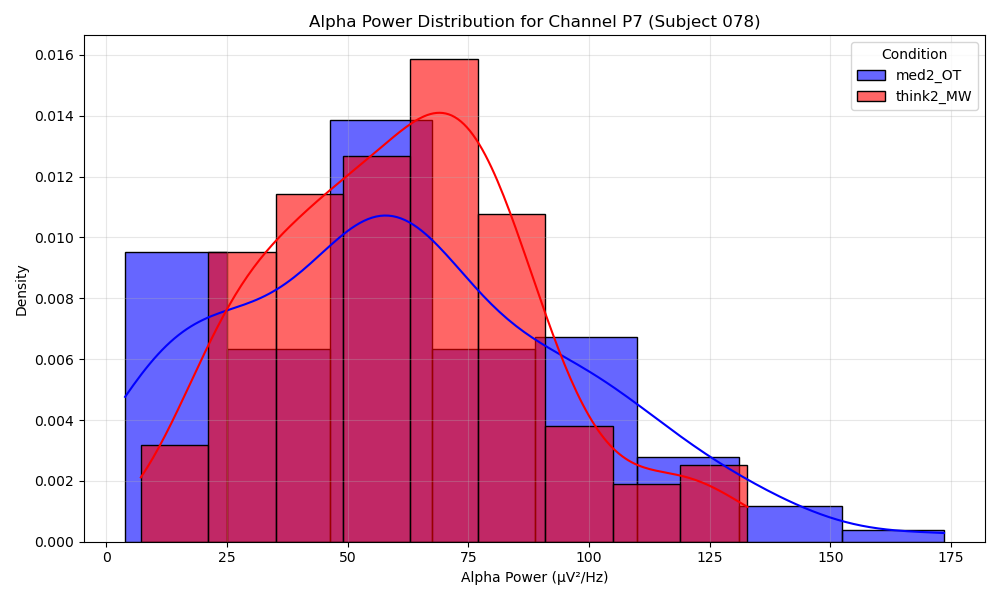 Alpha Power Distribution for Channel P7 (Subject 078)
Condition
med2_OT
think2_MW
0.016
0.014
0.012
0.010
0.008
0.006
0.004
0.002
0.000
Density
0
25
50
75
100
125
150
175
Alpha Power (μV²/Hz)